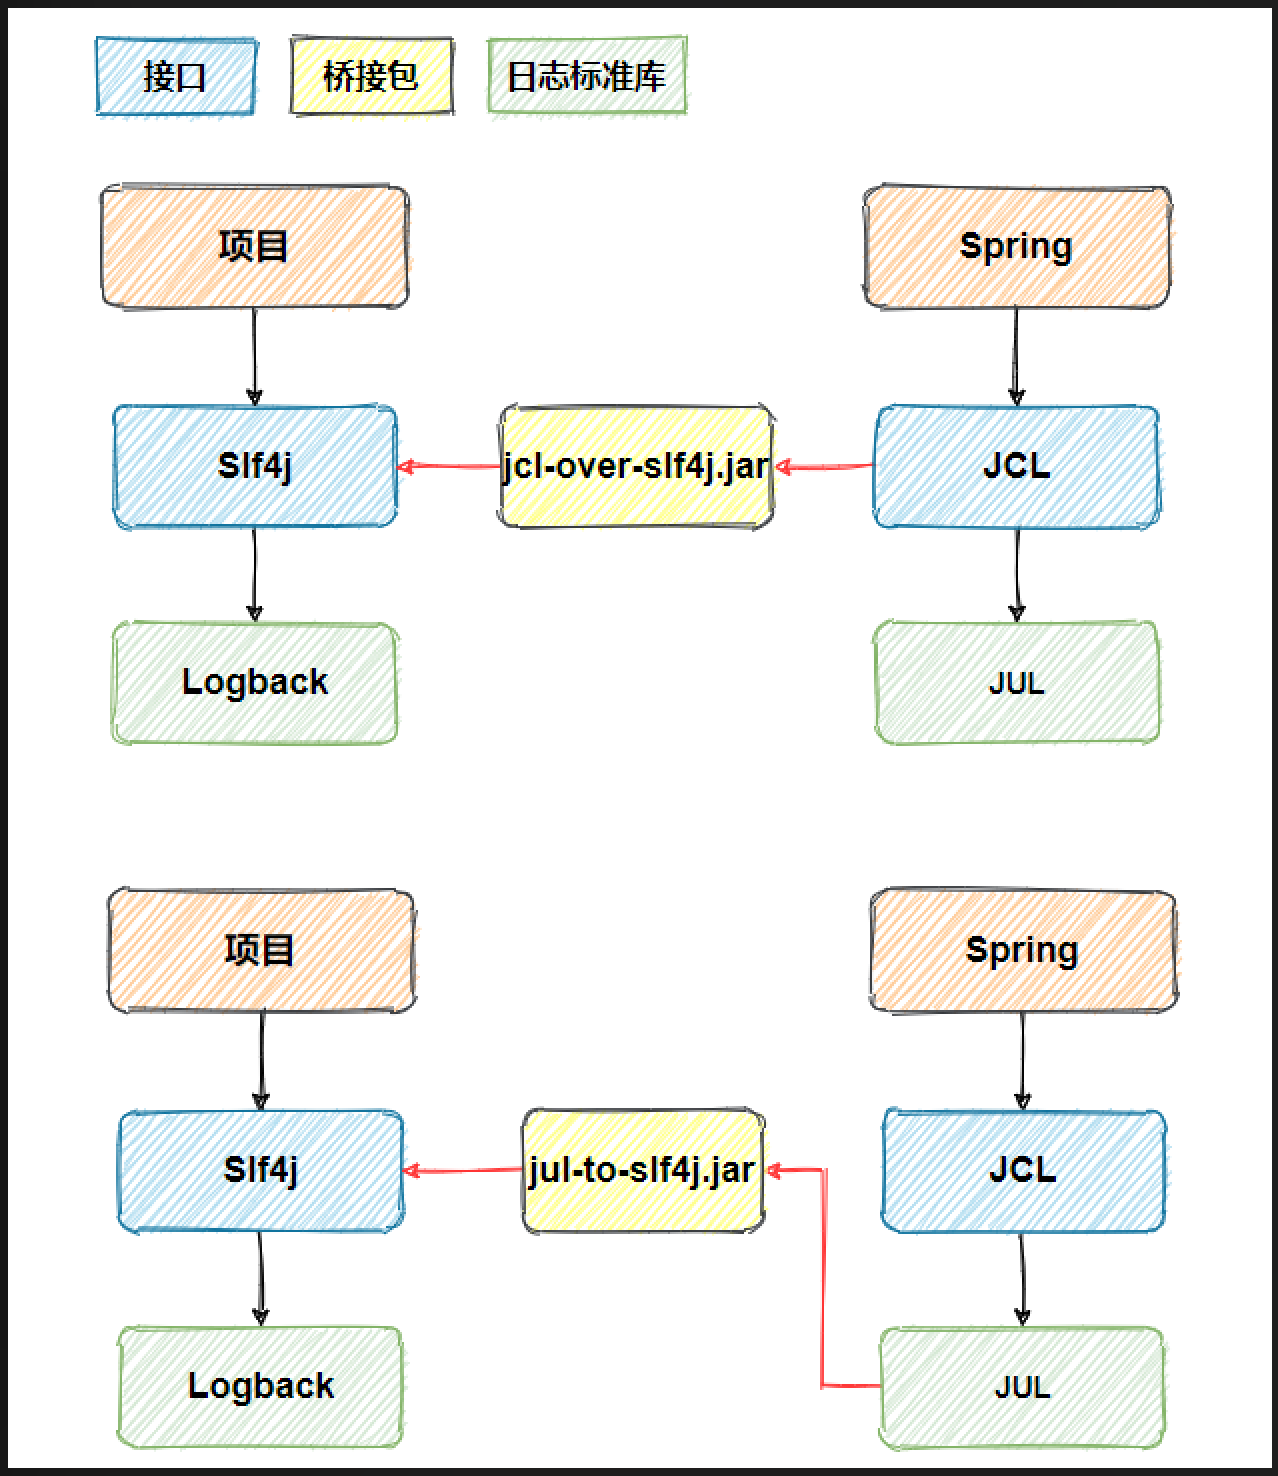 接口
桥接包
日志标准库
项目
Spring
Slf4j
jcl-over-slf4j.jar
JCL
Logback
JUL
项目
Spring
Slf4j
jul-to-slf4j.jar
JCL
Logback
JUL